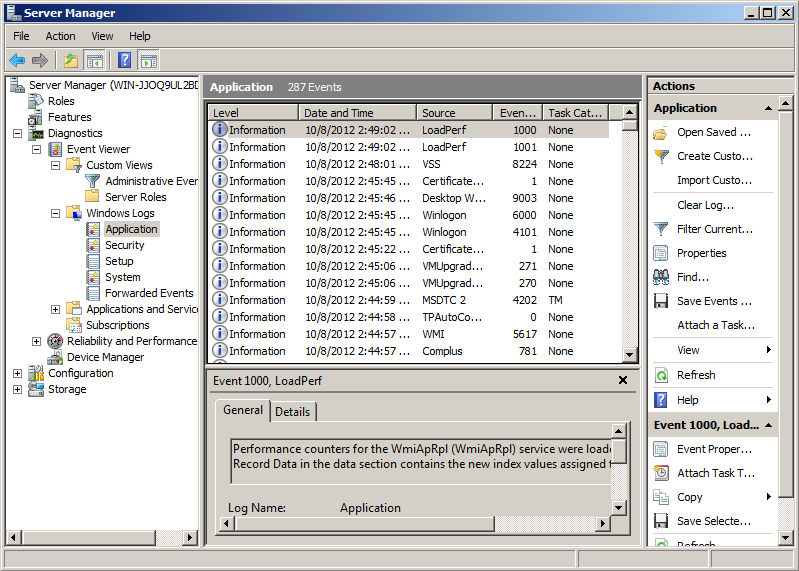 Server Manager
File Action View Help
Server Manager (WIN-JJOQ9UL2BD
Roles
Features
Diagnostics
Event Viewer
Custom Views
Administrative Ever
Server Roles
Windows Logs
Application
Security
Setup
System
Forwarded Events
Applications and Service
Subscriptions
Reliability and Performance
Device Manager
Configuration
Storage
Application 287 Events
Level Date and Time Source Even... Task Cat...
Information 10/8/2012 2:49:02 ... LoadPerf 1000 None
Information 10/8/2012 2:49:02 ... LoadPerf 1001 None
Information 10/8/2012 2:48:01 ... VSS 8224 None
Information 10/8/2012 2:45:45 ... Certificate... 1 None
Information 10/8/2012 2:45:46 ... Desktop W... 9003 None
Information 10/8/2012 2:45:45 ... Winlogon 6000 None
Information 10/8/2012 2:45:45 ... Winlogon 4101 None
Information 10/8/2012 2:45:22 ... Certificate... 1 None
Information 10/8/2012 2:45:06 ... VMUpgrad... 271 None
Information 10/8/2012 2:45:06 ... VMUpgrad... 270 None
Information 10/8/2012 2:44:59 ... MSDTC 2 4202 TM
Information 10/8/2012 2:44:58 ... TPAutoCo... 0 None
Information 10/8/2012 2:44:57 ... WMI 5617 None
Information 10/8/2012 2:44:57 ... Complus 781 None
Event 1000, LoadPerf
General Details
Performance counters for the WmiApRpl (WmiApRpl) service were loade
Record Data in the data section contains the new index values assigned t
Log Name: Application
Actions
Application
Open Saved ...
Create Custo...
Import Custo...
Clear Log...
Filter Current...
Properties
Find...
Save Events ...
Attach a Task...
View
Refresh
Help
Event 1000, Load...
Event Proper...
Attach Task T...
Copy
Save Selecte...
Refresh